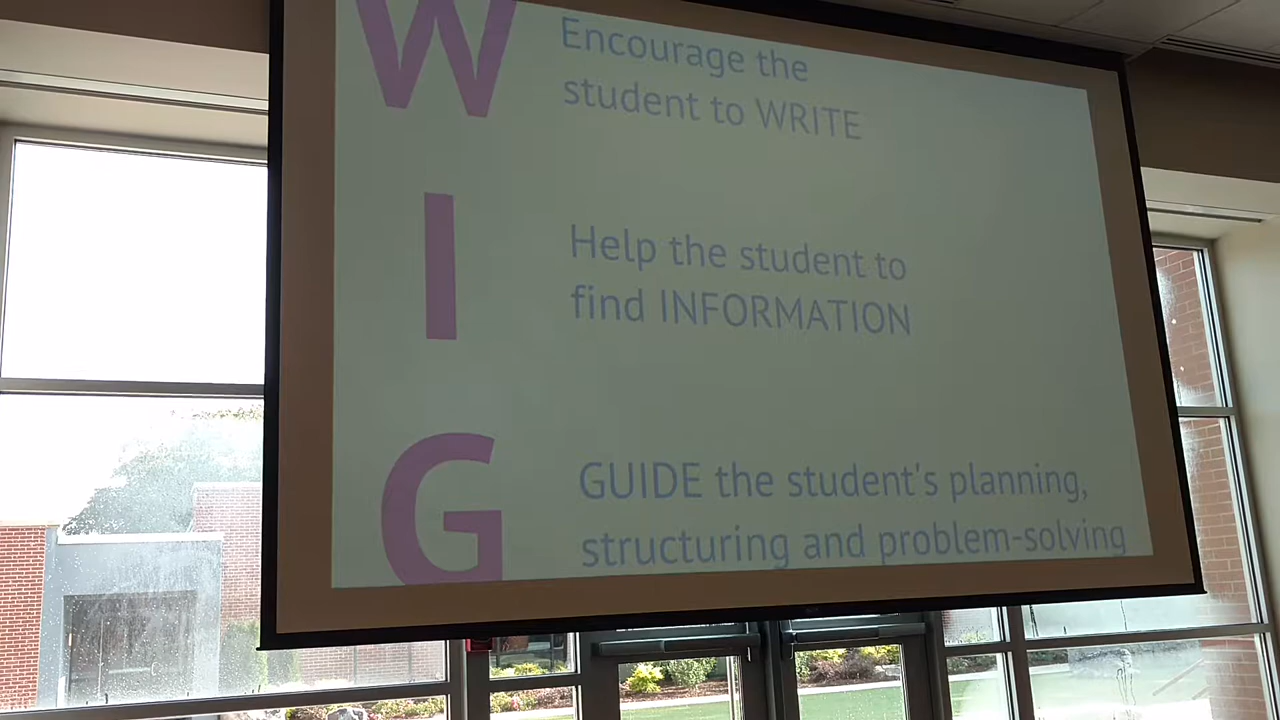 W
Encourage the
student to WRITE
I
Help the student to
find INFORMATION
G
GUIDE the student's planning,
structuring and problem-solving